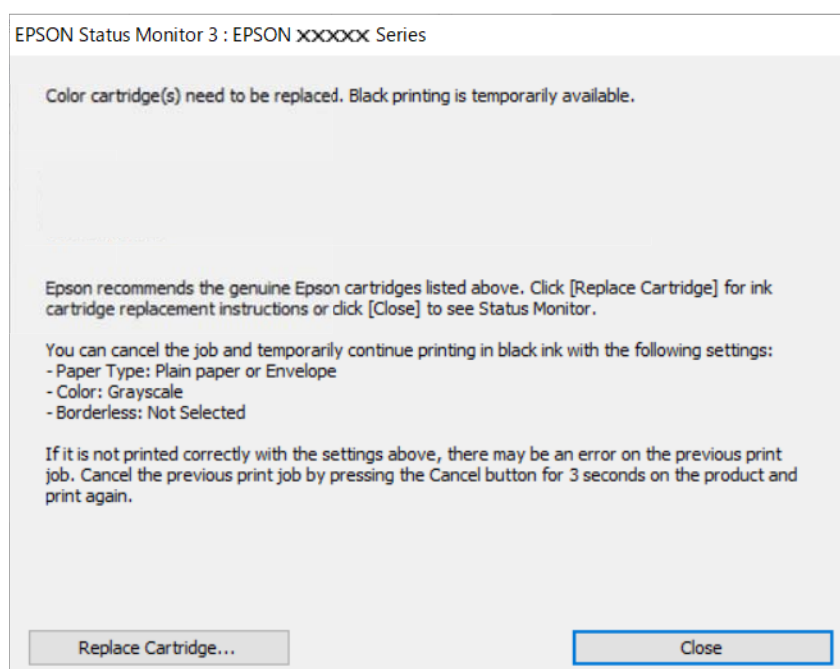 EPSON Status Monitor 3 : EPSON XXXXX Series
Color cartridge(s) need to be replaced. Black printing is temporarily available.
Epson recommends the genuine Epson cartridges listed above. Click [Replace Cartridge] for ink
cartridge replacement instructions or click [Close] to see Status Monitor.
You can cancel the job and temporarily continue printing in black ink with the following settings:
- Paper Type: Plain paper or Envelope
- Color: Grayscale
- Borderless: Not Selected
If it is not printed correctly with the settings above, there may be an error on the previous print
job. Cancel the previous print job by pressing the Cancel button for 3 seconds on the product and
print again.
Replace Cartridge...
Close